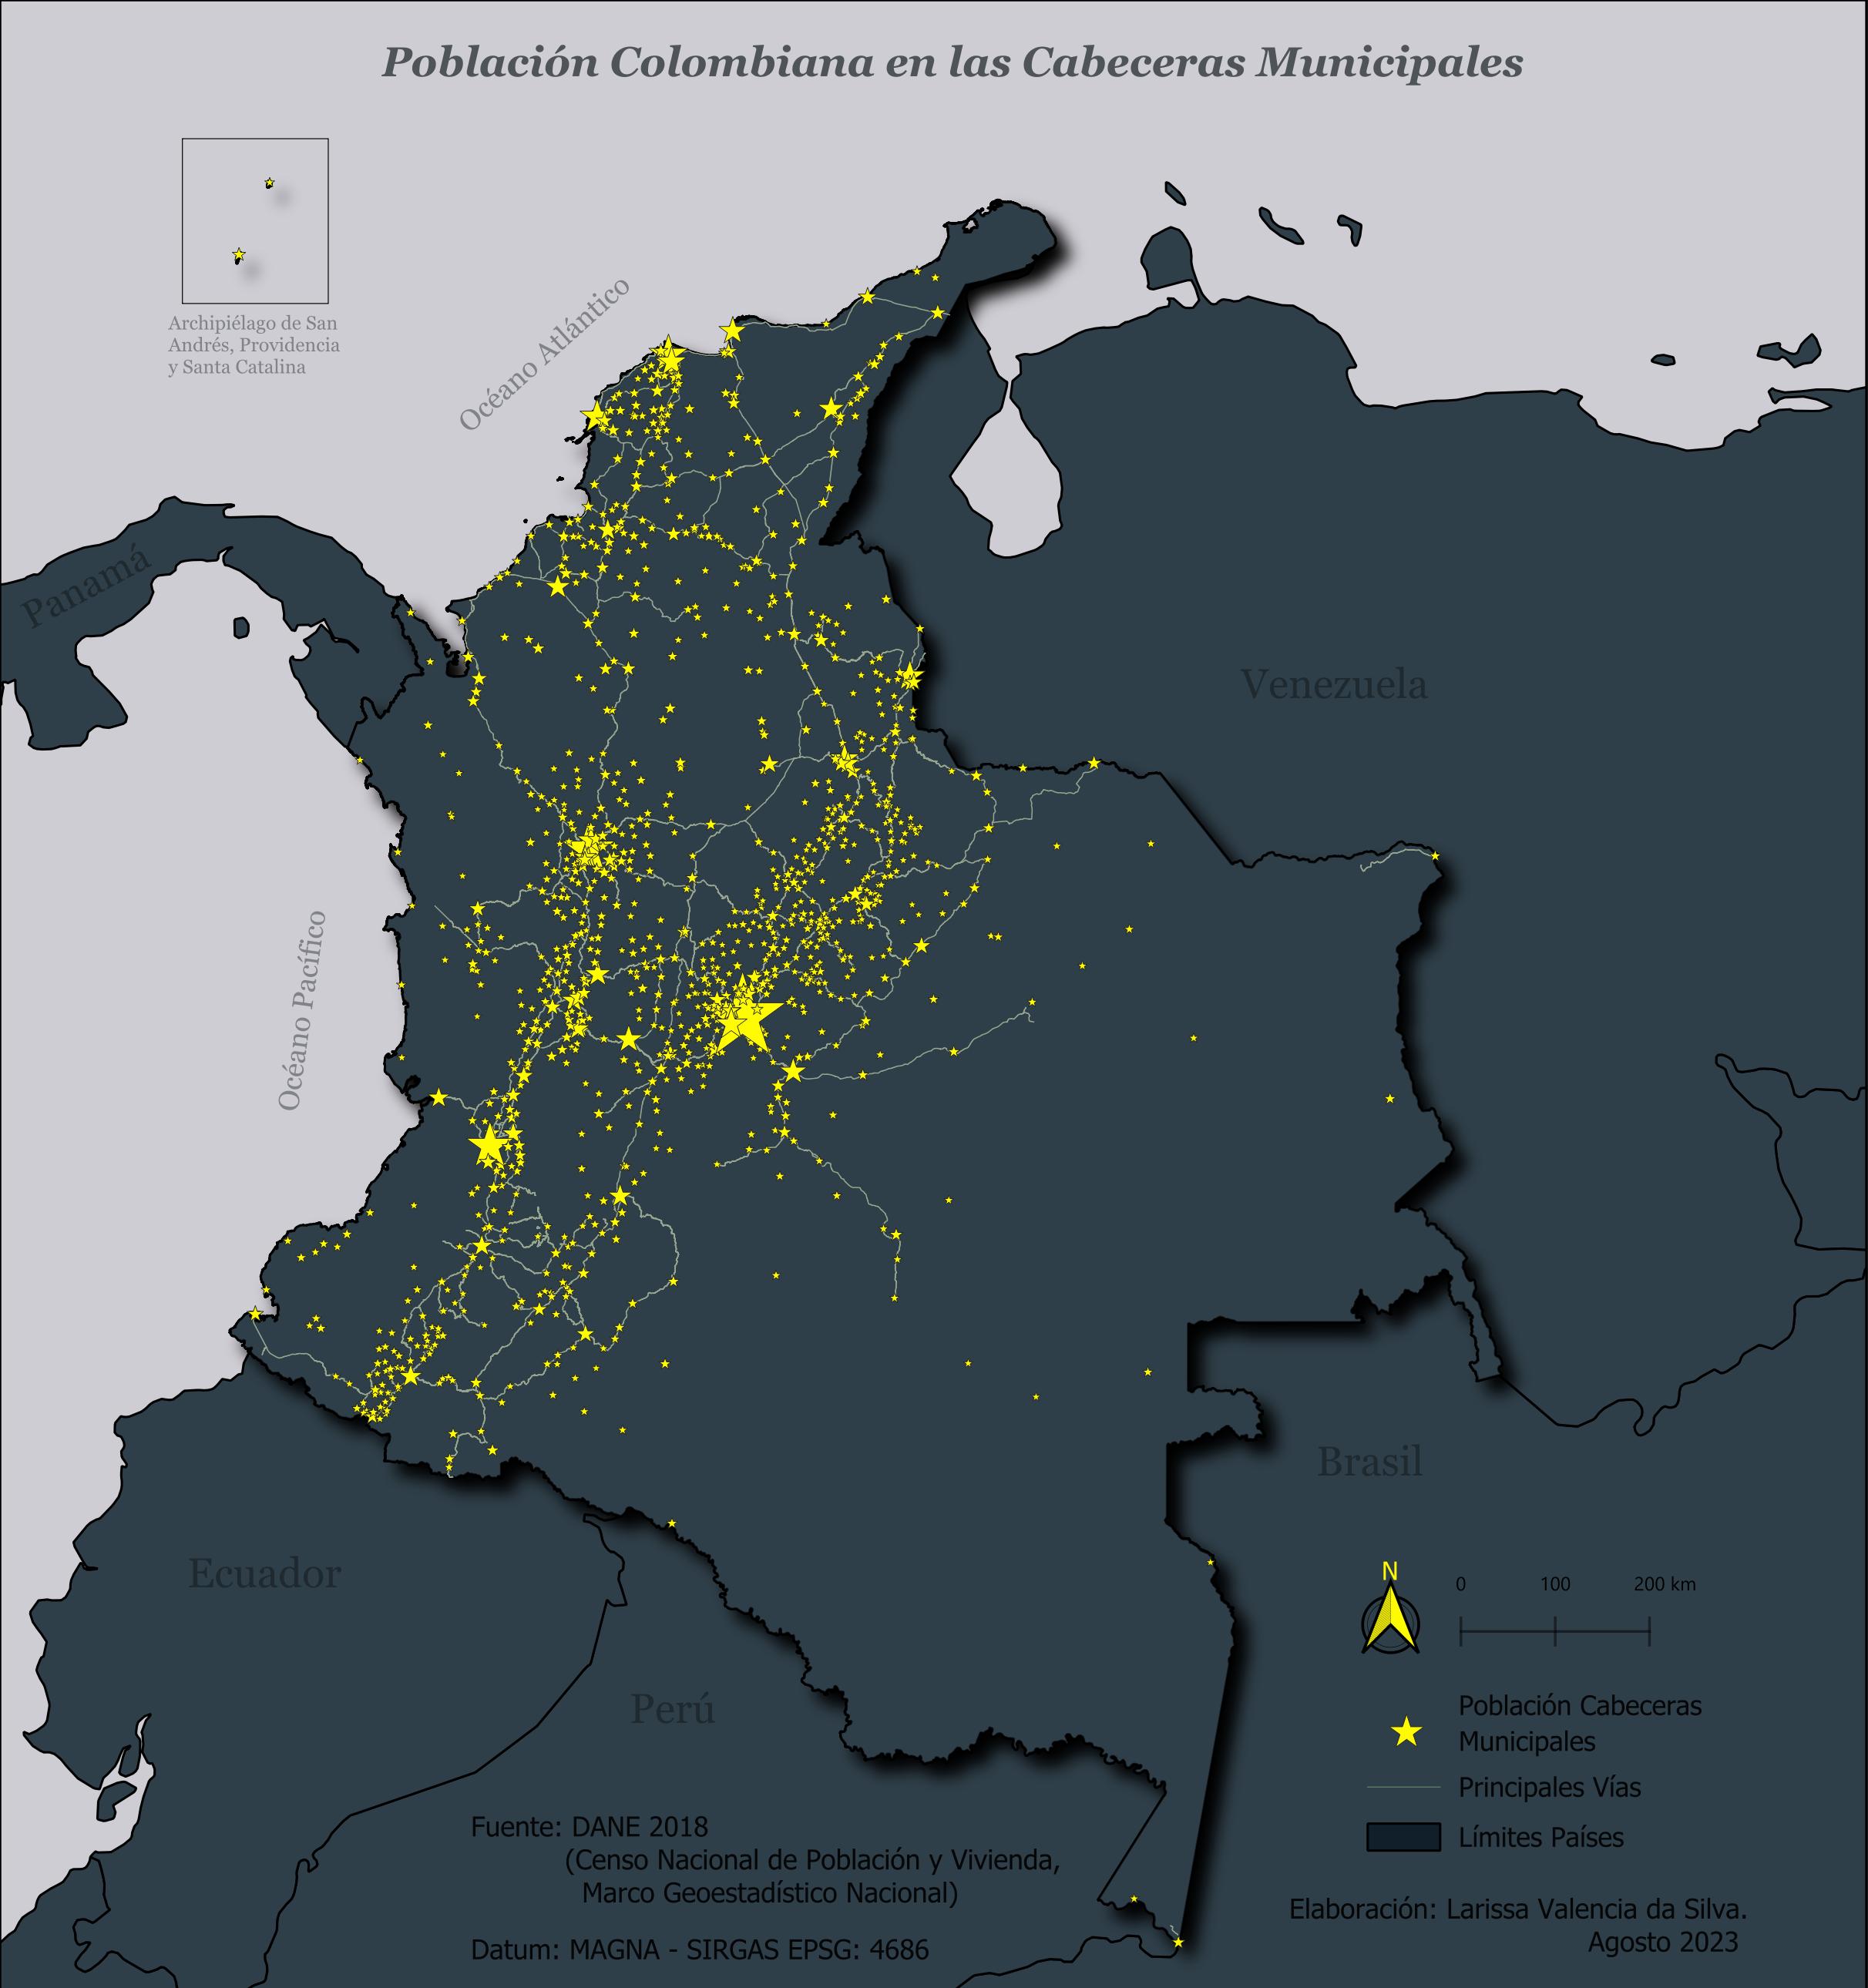 Población Colombiana en las Cabeceras Municipales
Archipiélago de San
Andrés, Providencia
y Santa Catalina
Océano Atlántico
Panamá
Venezuela
Océano Pacífico
Brasil
Ecuador
Perú
N
0 100 200 km
Población Cabeceras
Municipales
Principales Vías
Límites Países
Fuente: DANE 2018
(Censo Nacional de Población y Vivienda,
Marco Geoestadístico Nacional)
Datum: MAGNA - SIRGAS EPSG: 4686
Elaboración: Larissa Valencia da Silva.
Agosto 2023